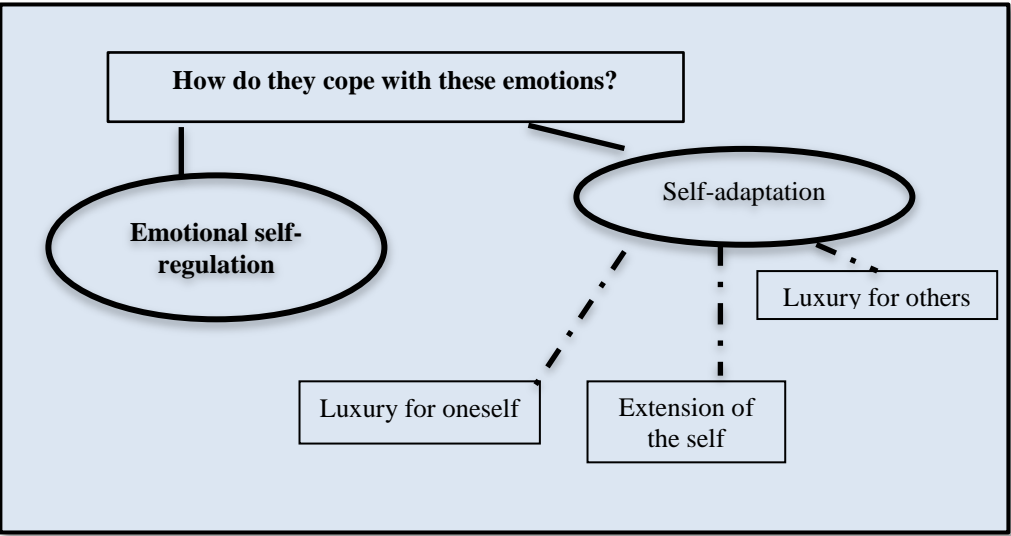 How do they cope with these emotions?
Self-adaptation
Emotional self-
regulation
Luxury for others
Luxury for oneself
Extension of
the self